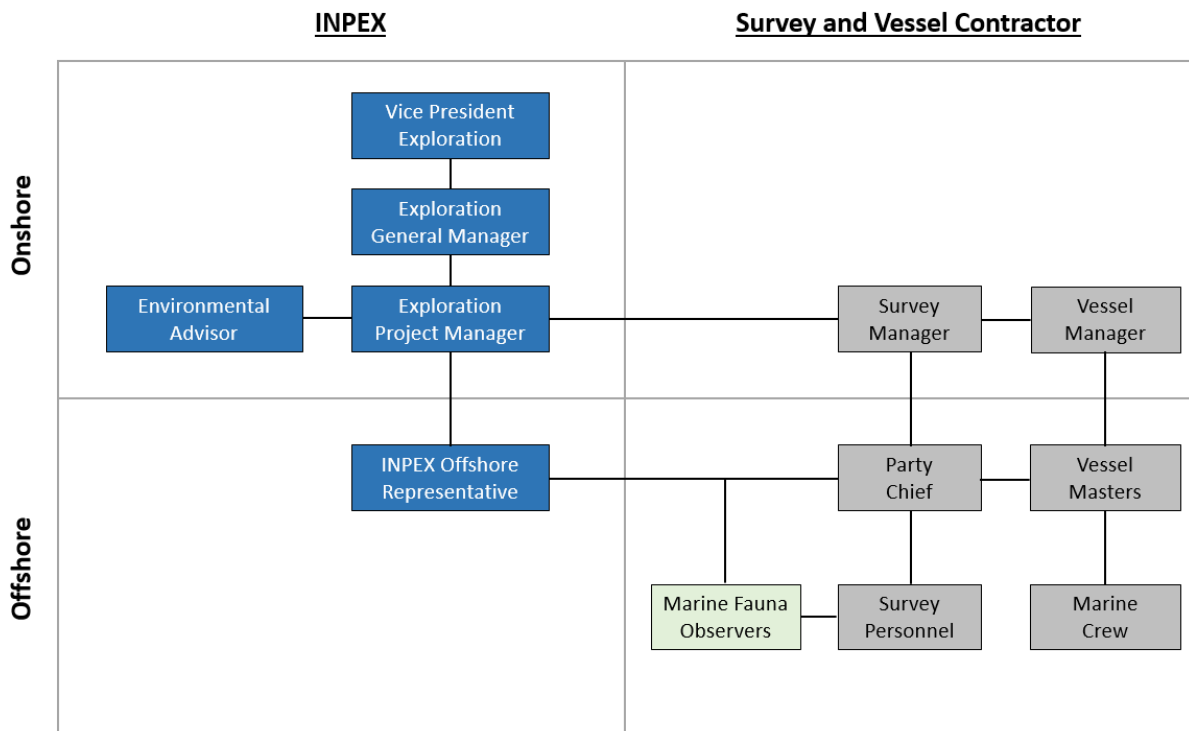 INPEX
Survey and Vessel Contractor
Onshore
Vice President
Exploration
Exploration
General Manager
Environmental
Advisor
Exploration
Project Manager
Survey
Manager
Vessel
Manager
Offshore
INPEX Offshore
Representative
Party
Chief
Vessel
Masters
Marine Fauna
Observers
Survey
Personnel
Marine
Crew